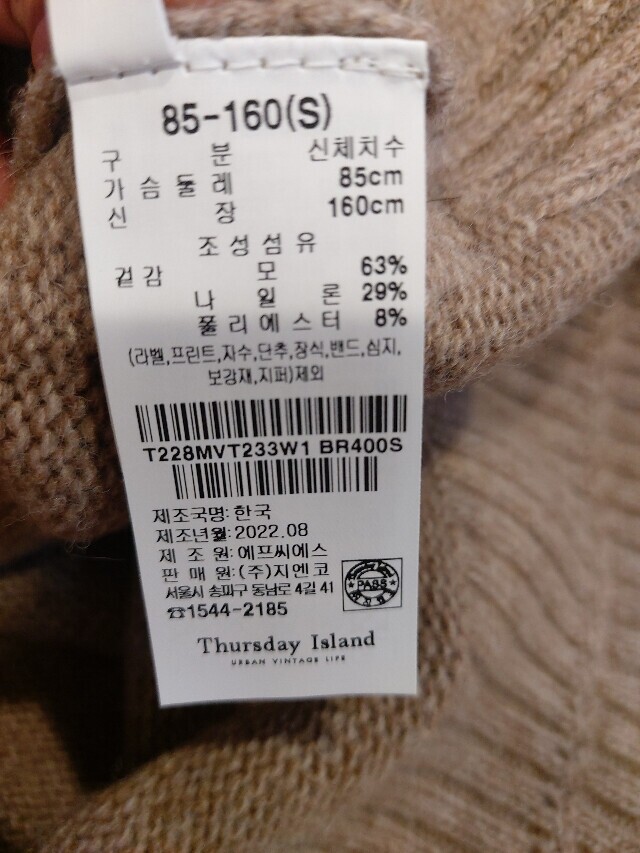 85-160(S)
구 분 신체치수
가 슴 둘 레 85cm
신 장 160cm
조 성 섬 유
겉감 모 63%
나 일 론 29%
폴 리 에 스 터 8%
(라벨,프린트,자수,단추,장식,밴드,심지,
보강재,지퍼)제외
T228MVT233W1 BR400S
제조국명:한국
제조년월:2022.08
제 조 원:에프씨에스
판 매 원:(주)지엔코
서울시 송파구 동남로 4길 41
☎1544-2185
PASS
Thursday Island
URBAN VINTAGE LIFE